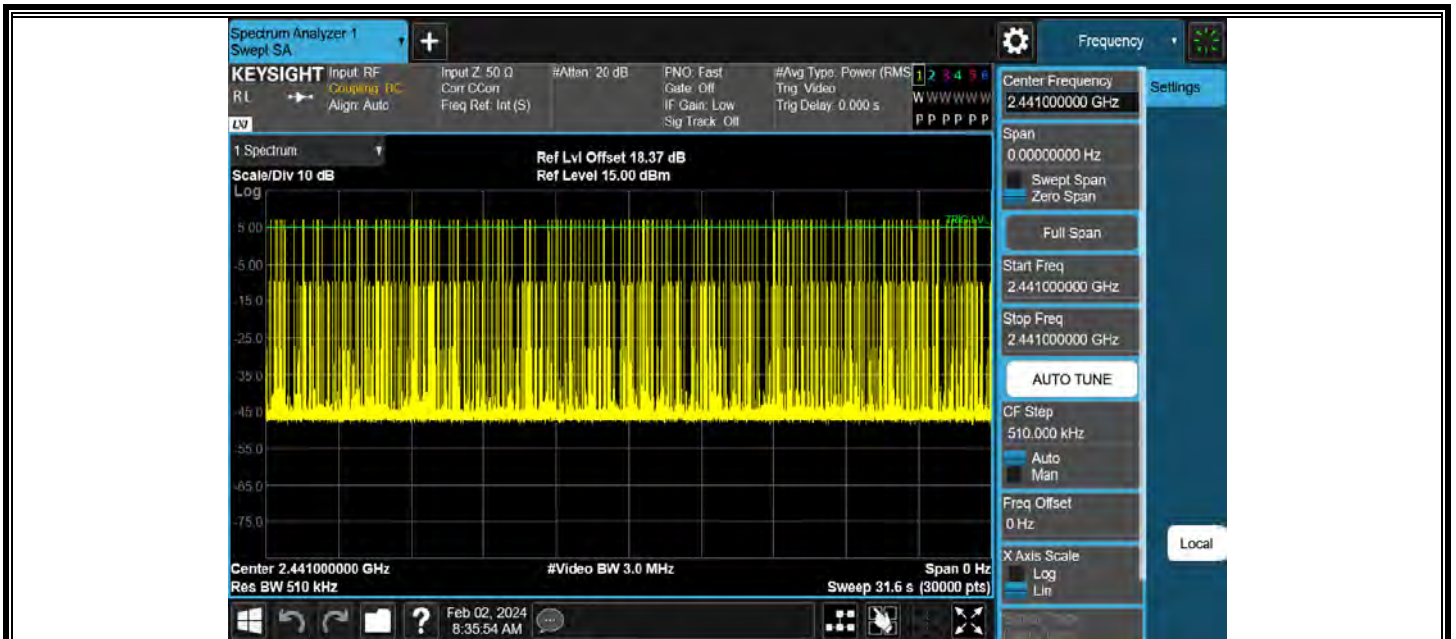 Spectrum Analyzer 1
Swept SA
+
Frequency
KEYSIGHT
RL
LXI
Input: RF
Coupling: DC
Align: Auto
Input Z: 50 Ω
Corr CCorr
Freq Ref: Int (S)
#Atten: 20 dB
PNO: Fast
Gate: Off
IF Gain: Low
Sig Track: Off
#Avg Type: Power (RMS
Trig: Video
Trig Delay: 0.000 s
1 2 3 4 5 6
W W W W W W
P P P P P P
1 Spectrum
Scale/Div 10 dB
Log
Ref Lvl Offset 18.37 dB
Ref Level 15.00 dBm
TRIG LVL
5.00
-5.00
-15.0
-25.0
-35.0
-45.0
-55.0
-65.0
-75.0
Center 2.441000000 GHz
Res BW 510 kHz
#Video BW 3.0 MHz
Span 0 Hz
Sweep 31.6 s (30000 pts)
?
Feb 02, 2024
8:35:54 AM
Center Frequency
2.441000000 GHz
Span
0.00000000 Hz
Swept Span
Zero Span
Full Span
Start Freq
2.441000000 GHz
Stop Freq
2.441000000 GHz
AUTO TUNE
CF Step
510.000 kHz
Auto
Man
Freq Offset
0 Hz
X Axis Scale
Log
Lin
Settings
Local